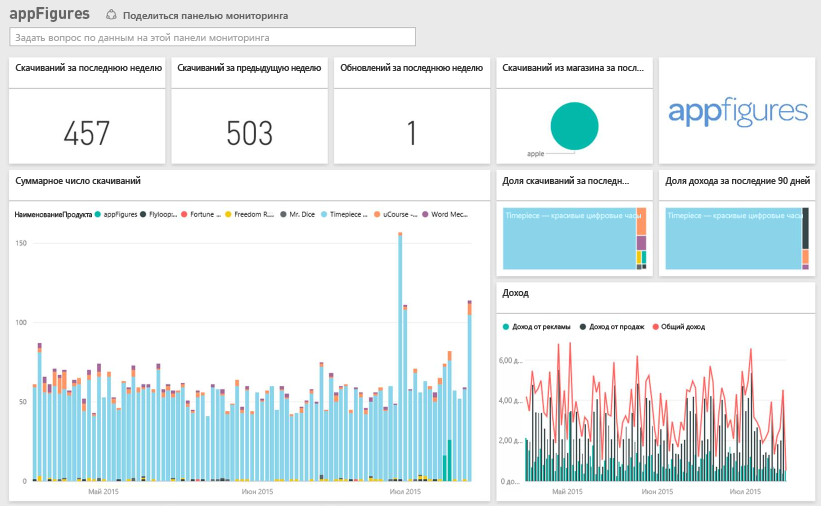 appFigures
Поделиться панелью мониторинга
Задать вопрос по данным на этой панели мониторинга
Скачиваний за последнюю неделю
Скачиваний за предыдущую неделю
Обновлений за последнюю неделю
Скачивания из магазина за посл...
457
503
1
apple
appfigures
Суммарное число скачиваний
НаименованиеПродукта
appFigures
Flyloop:...
Fortune ...
Freedom R...
Mr. Dice
Timepiece ...
uCourse -...
Word Mec...
150
100
50
0
Май 2015
Июн 2015
Июл 2015
Доля скачиваний за последн...
Timepiece — красивые цифровые часы
Доля дохода за последние 90 дней
Timepiece — красивые цифровые часы
Доход
Доход от рекламы
Доход от продаж
Общий доход
6,00 д...
4,00 д...
2,00 д...
0 до...
Май 2015
Июн 2015
Июл 2015